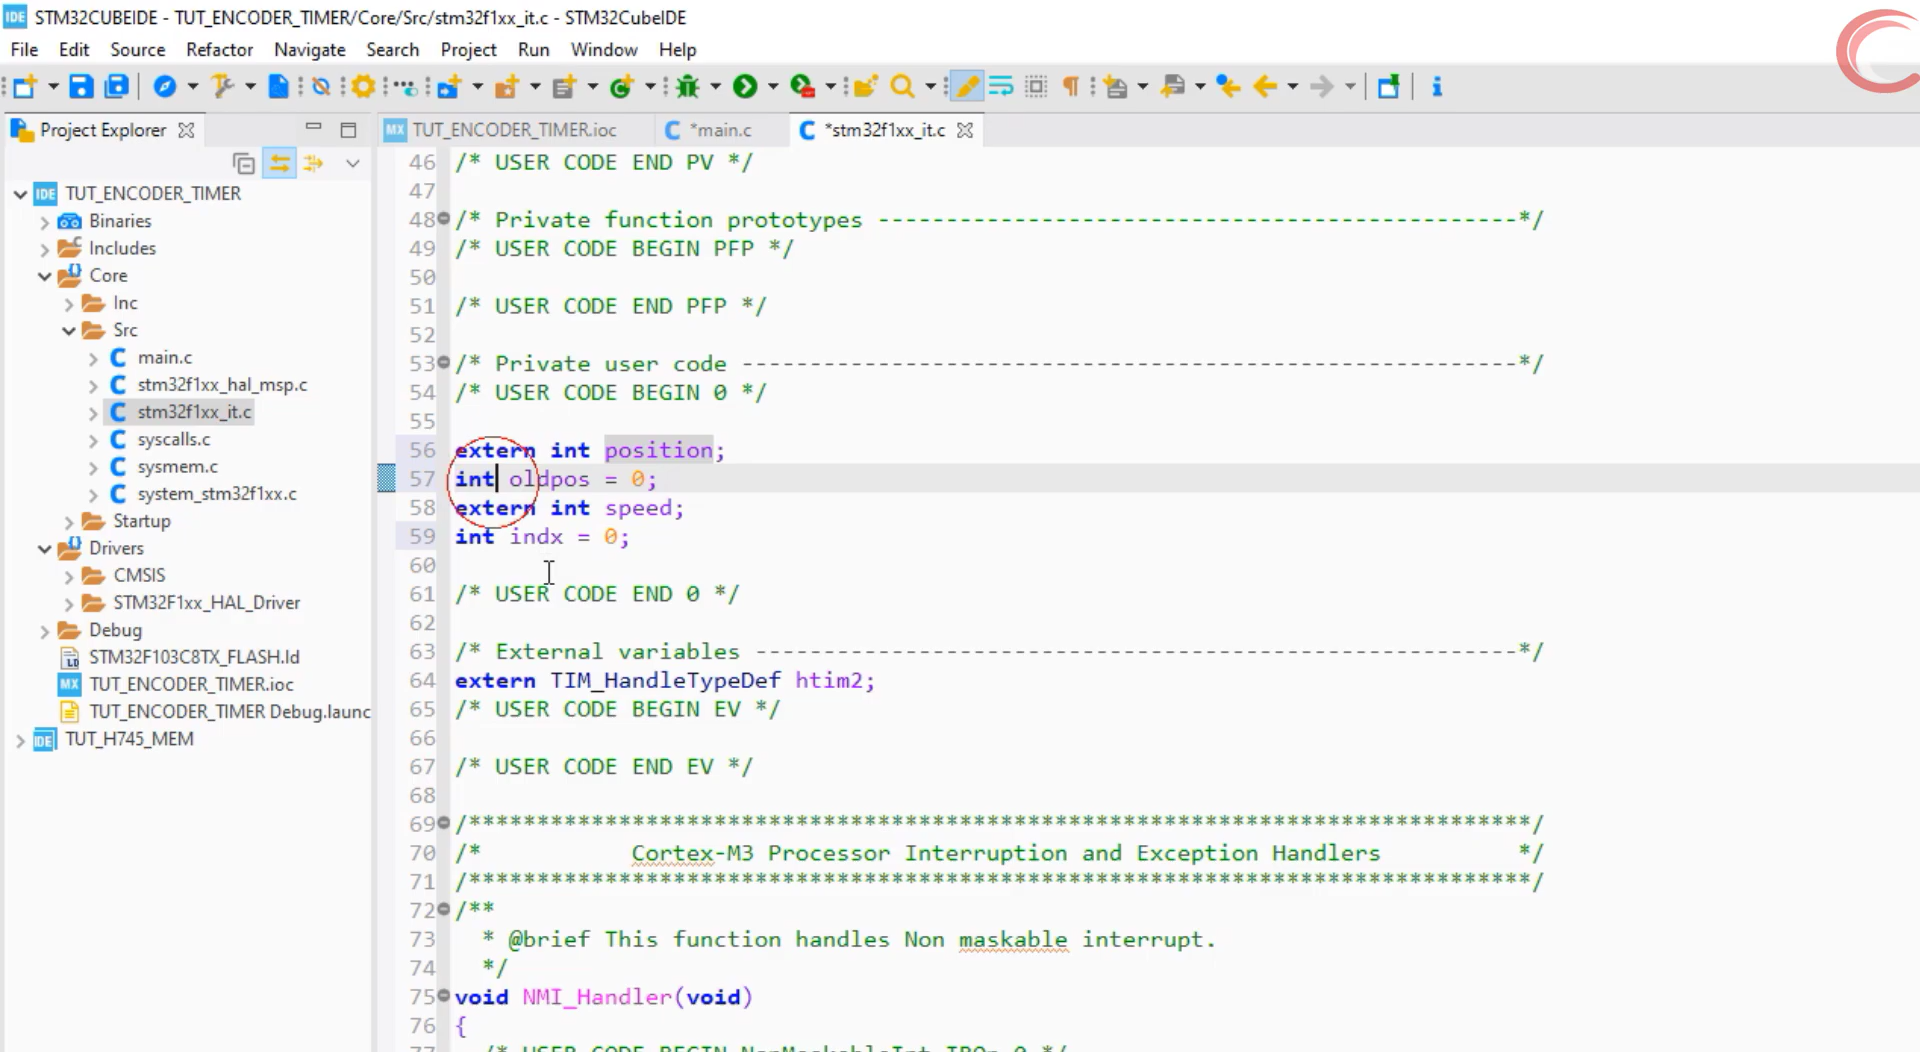 IDE STM32CUBEIDE - TUT_ENCODER_TIMER/Core/Src/stm32f1xx_it.c - STM32CubeIDE
File Edit Source Refactor Navigate Search Project Run Window Help
Project Explorer
MX TUT_ENCODER_TIMER.ioc
*main.c
*stm32f1xx_it.c
IDE TUT_ENCODER_TIMER
Binaries
Includes
Core
Inc
Src
main.c
stm32f1xx_hal_msp.c
stm32f1xx_it.c
syscalls.c
sysmem.c
system_stm32f1xx.c
Startup
Drivers
CMSIS
STM32F1xx_HAL_Driver
Debug
STM32F103C8TX_FLASH.ld
MX TUT_ENCODER_TIMER.ioc
TUT_ENCODER_TIMER Debug.launc
IDE TUT_H745_MEM
46 /* USER CODE END PV */
47
48 /* Private function prototypes -----------------------------------------------*/
49 /* USER CODE BEGIN PFP */
50
51 /* USER CODE END PFP */
52
53 /* Private user code ---------------------------------------------------------*/
54 /* USER CODE BEGIN 0 */
55
56 extern int position;
57 int oldpos = 0;
58 extern int speed;
59 int indx = 0;
60
61 /* USER CODE END 0 */
62
63 /* External variables --------------------------------------------------------*/
64 extern TIM_HandleTypeDef htim2;
65 /* USER CODE BEGIN EV */
66
67 /* USER CODE END EV */
68
69 /******************************************************************************/
70 /*           Cortex-M3 Processor Interruption and Exception Handlers          */
71 /******************************************************************************/
72 /**
73   * @brief This function handles Non maskable interrupt.
74   */
75 void NMI_Handler(void)
76 {
77   /* USER CODE BEGIN NonMaskableInt_IRQn 0 */